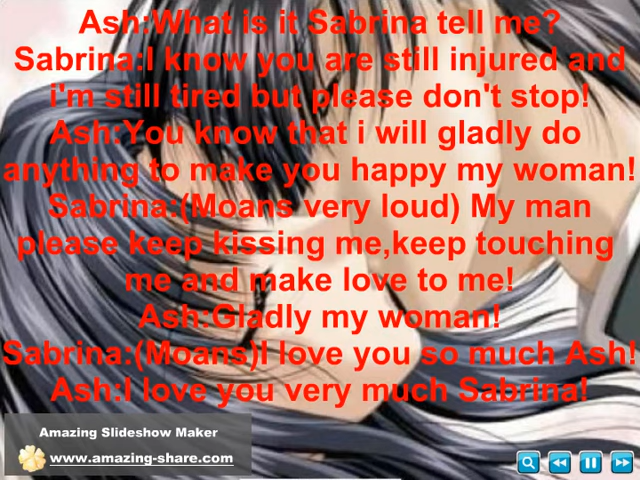 Ash:What is it Sabrina tell me?
Sabrina:I know you are still injured and
i'm still tired but please don't stop!
Ash:You know that i will gladly do
anything to make you happy my woman!
Sabrina:(Moans very loud) My man
please keep kissing me,keep touching
me and make love to me!
Ash:Gladly my woman!
Sabrina:(Moans)I love you so much Ash!
Ash:I love you very much Sabrina!
Amazing Slideshow Maker
www.amazing-share.com